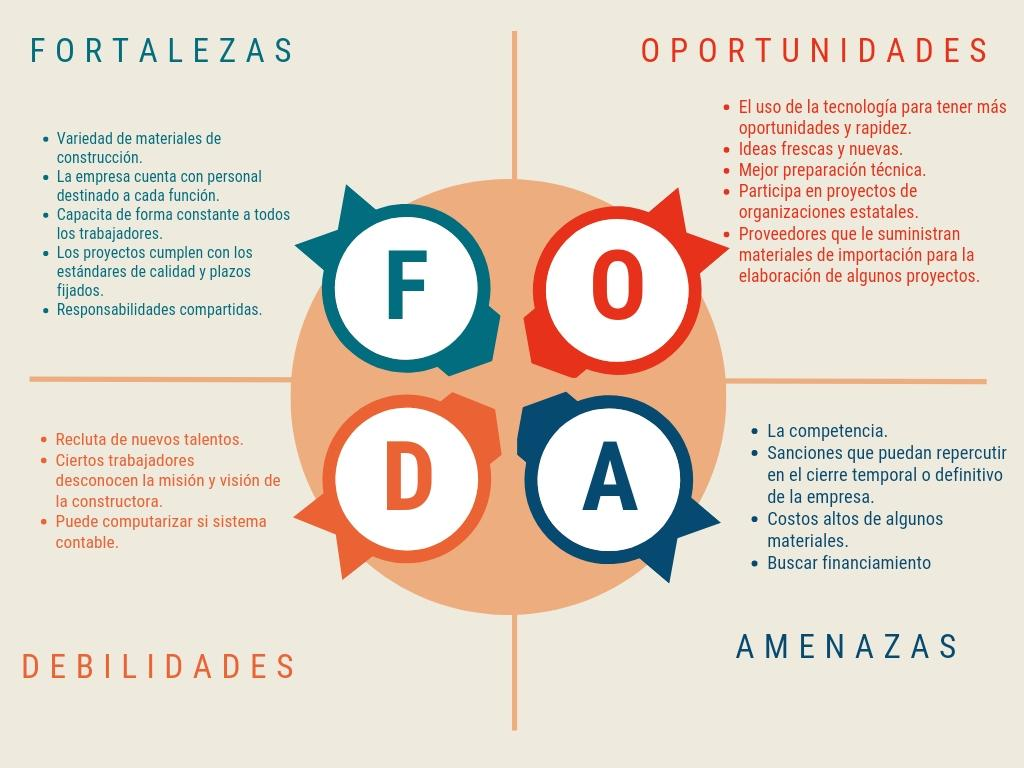 FORTALEZAS
• Variedad de materiales de
construcción.
• La empresa cuenta con personal
destinado a cada función.
• Capacita de forma constante a todos
los trabajadores.
• Los proyectos cumplen con los
estándares de calidad y plazos
fijados.
• Responsabilidades compartidas.
OPORTUNIDADES
• El uso de la tecnología para tener más
oportunidades y rapidez.
• Ideas frescas y nuevas.
• Mejor preparación técnica.
• Participa en proyectos de
organizaciones estatales.
• Proveedores que le suministran
materiales de importación para la
elaboración de algunos proyectos.
F
O
D
A
• Recluta de nuevos talentos.
• Ciertos trabajadores
desconocen la misión y visión de
la constructora.
• Puede computarizar si sistema
contable.
DEBILIDADES
• La competencia.
• Sanciones que puedan repercutir
en el cierre temporal o definitivo
de la empresa.
• Costos altos de algunos
materiales.
• Buscar financiamiento
AMENAZAS